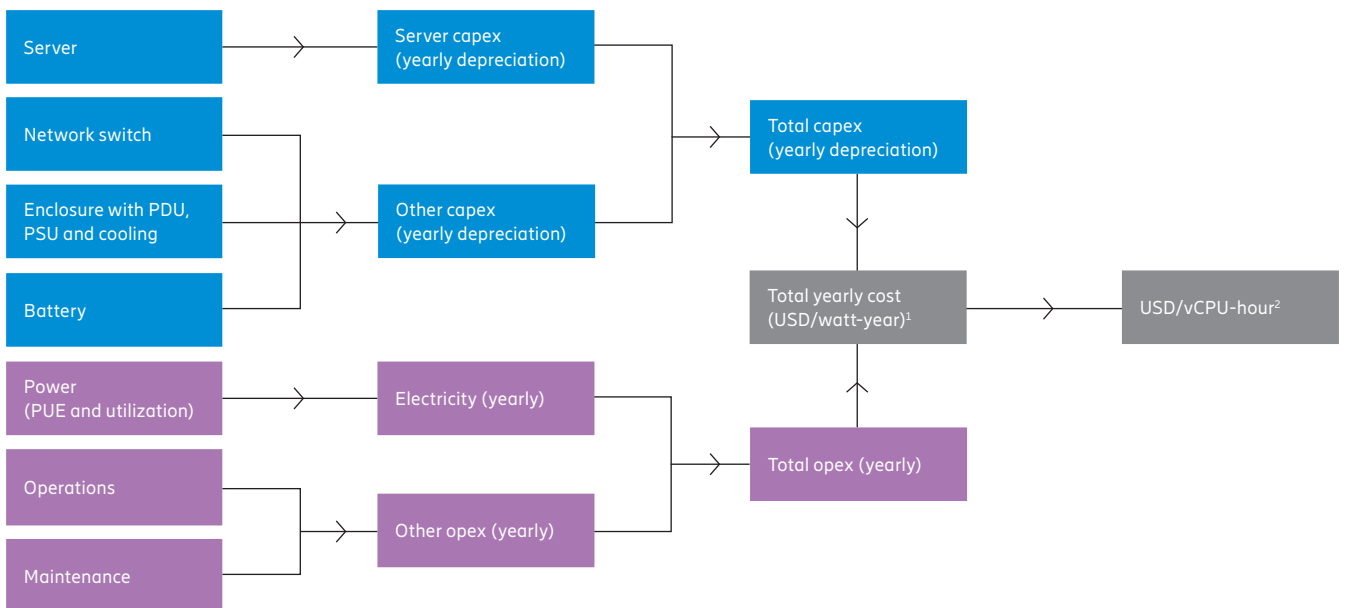 Server
Server capex
(yearly depreciation)
Network switch
Total capex
(yearly depreciation)
Enclosure with PDU,
PSU and cooling
Other capex
(yearly depreciation)
Battery
Total yearly cost
(USD/watt-year)¹
USD/vCPU-hour²
Power
(PUE and utilization)
Electricity (yearly)
Total opex (yearly)
Operations
Other opex (yearly)
Maintenance